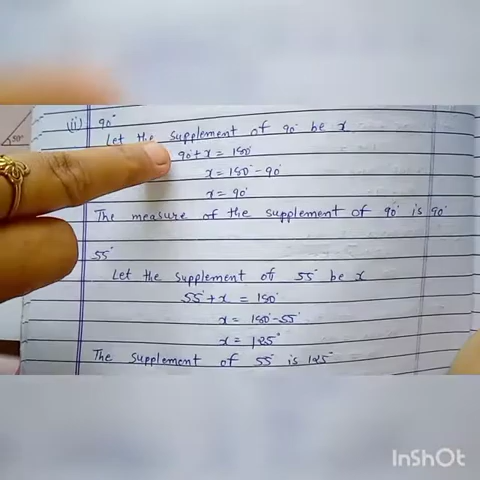 (ii) 90°
Let the supplement of 90° be x
90° + x = 180°
x = 180° - 90°
x = 90°
The measure of the supplement of 90° is 90°
55°
Let the supplement of 55° be x
55° + x = 180°
x = 180° - 55°
x = 125°
The supplement of 55° is 125°
InShOt